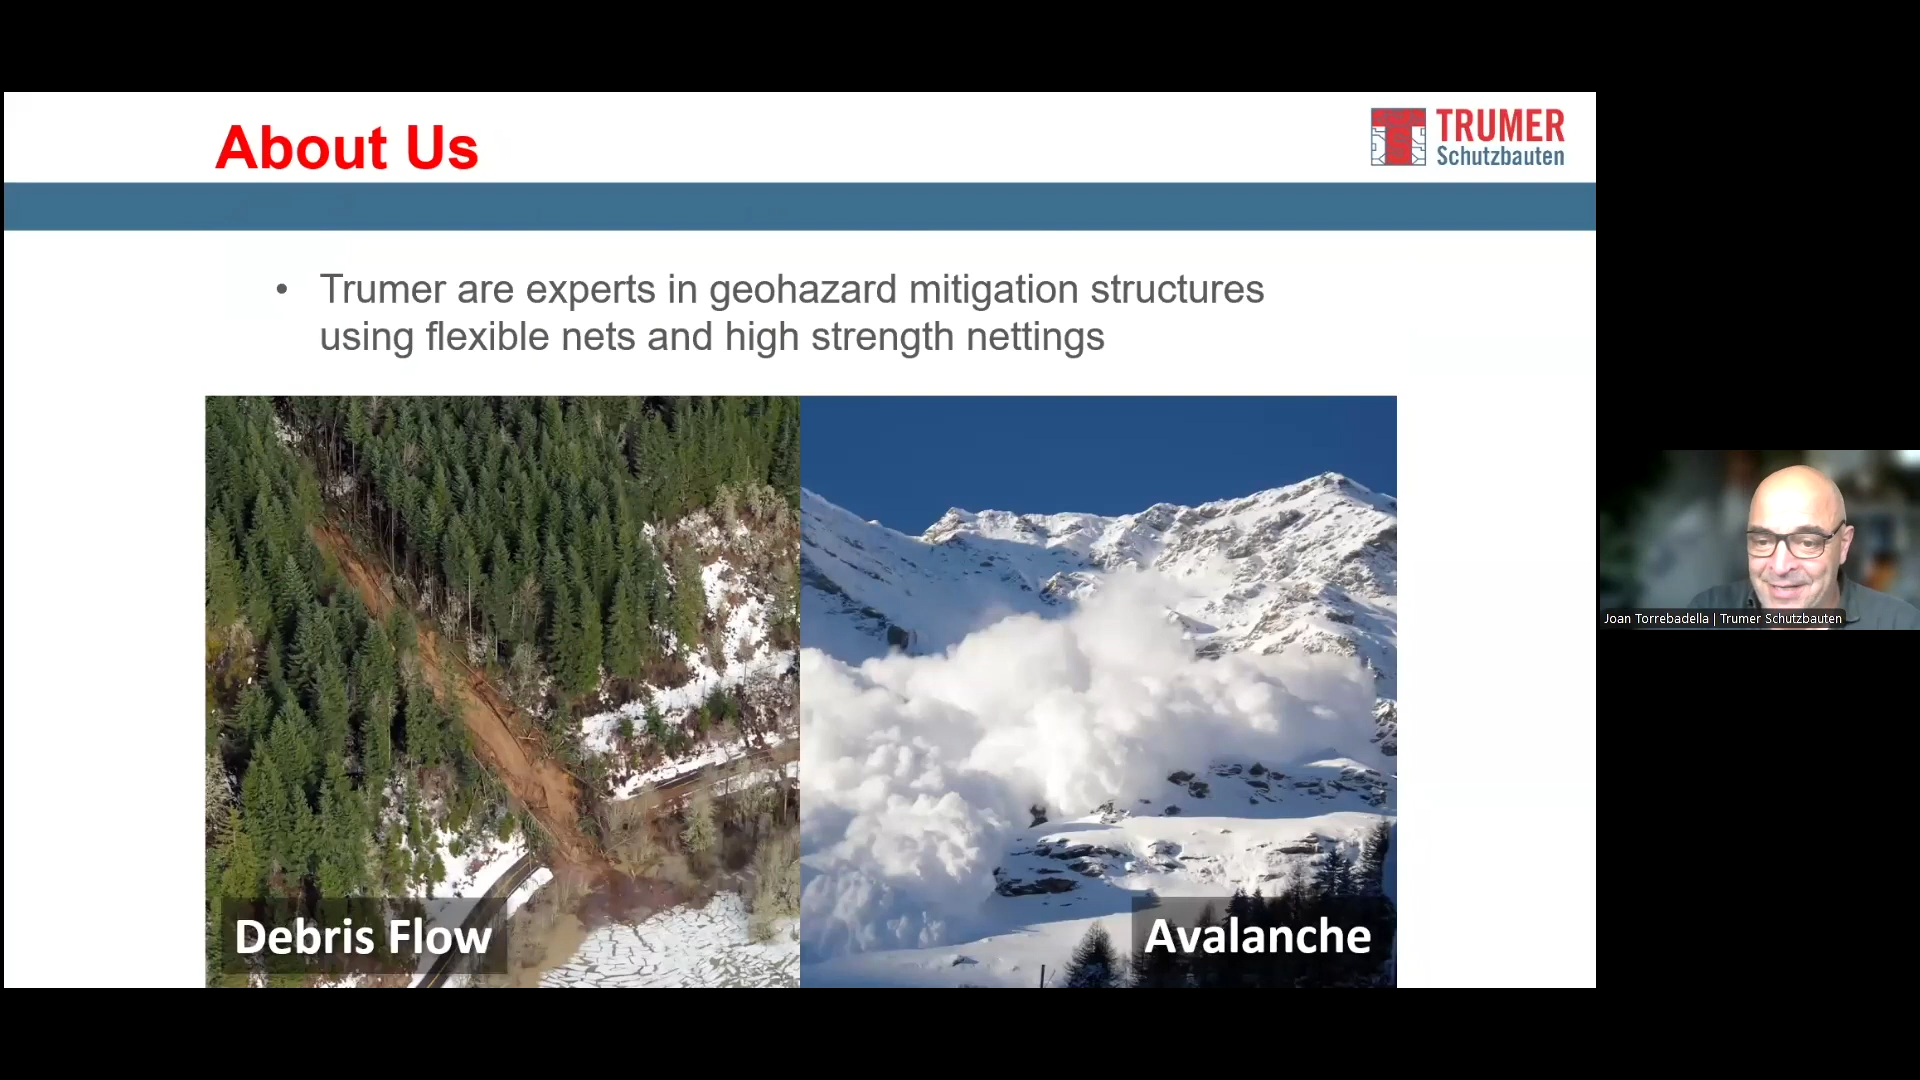 About Us
TRUMER
Schutzbauten
• Trumer are experts in geohazard mitigation structures
using flexible nets and high strength nettings
Joan Torrebadella | Trumer Schutzbauten
Debris Flow
Avalanche